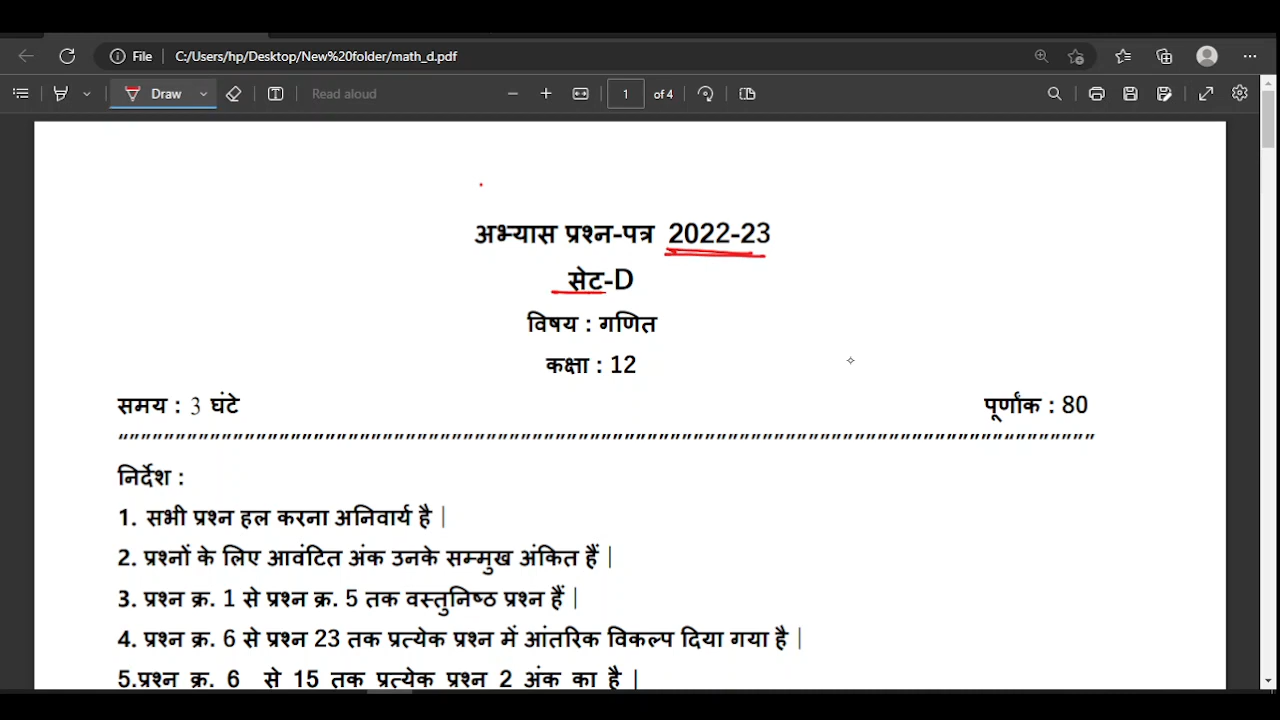 File C:/Users/hp/Desktop/New%20folder/math_d.pdf
Draw Read aloud 1 of 4
अभ्यास प्रश्न-पत्र 2022-23
सेट-D
विषय : गणित
कक्षा : 12
समय : 3 घंटे पूर्णांक : 80
निर्देश :
1. सभी प्रश्न हल करना अनिवार्य है |
2. प्रश्नों के लिए आवंटित अंक उनके सम्मुख अंकित हैं |
3. प्रश्न क्र. 1 से प्रश्न क्र. 5 तक वस्तुनिष्ठ प्रश्न हैं |
4. प्रश्न क्र. 6 से प्रश्न 23 तक प्रत्येक प्रश्न में आंतरिक विकल्प दिया गया है |
5.प्रश्न क्र. 6 से 15 तक प्रत्येक प्रश्न 2 अंक का है |